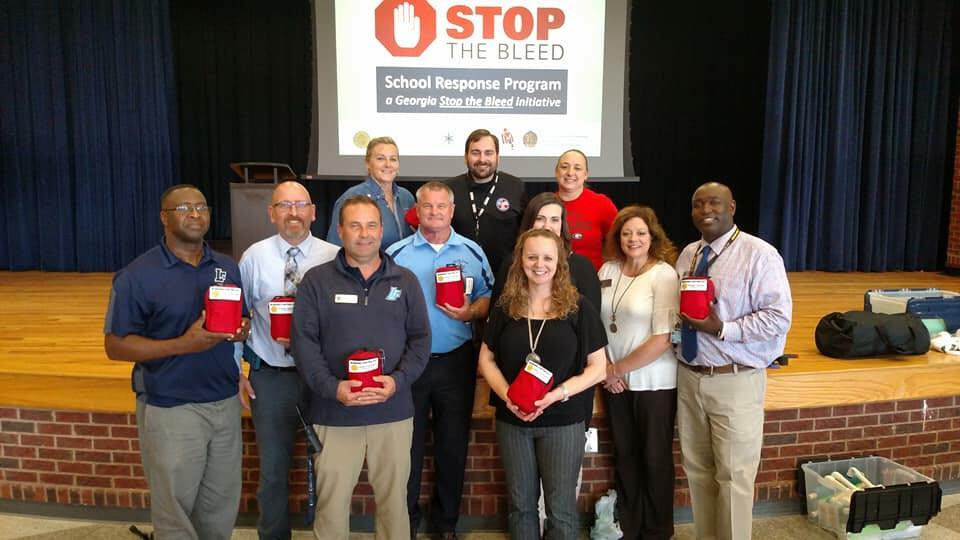 STOP
THE BLEED
School Response Program
a Georgia Stop the Bleed initiative